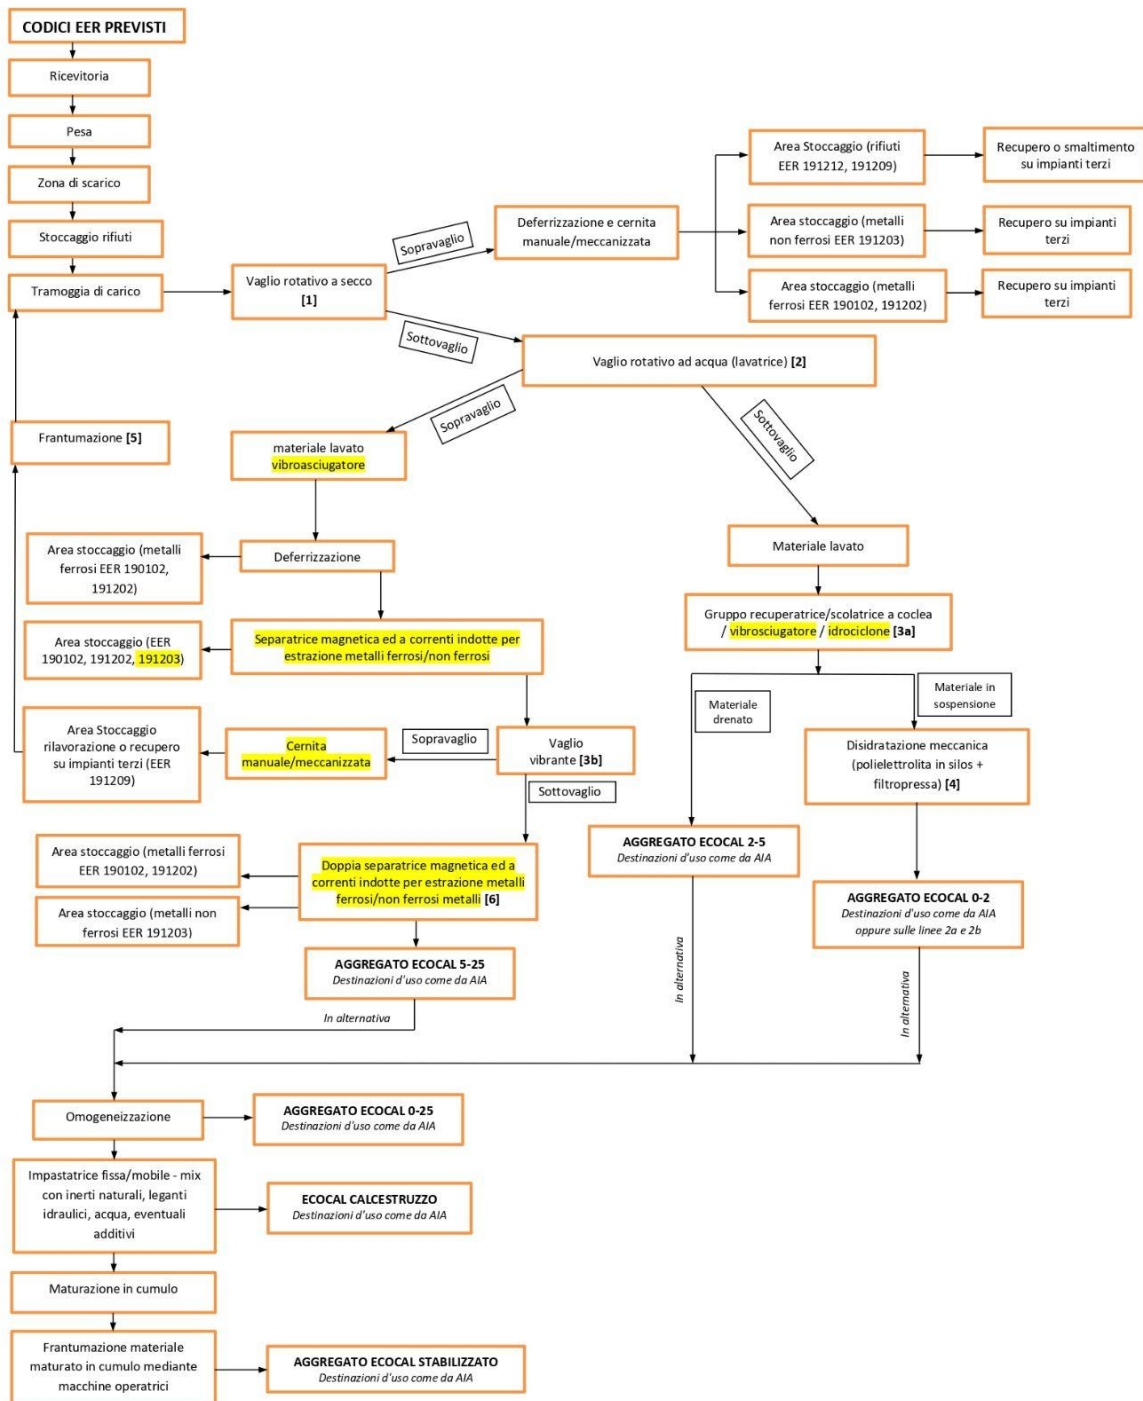 CODICI EER PREVISTI
Ricevitoria
Pesa
Zona di scarico
Stoccaggio rifiuti
Tramoggia di carico
Vaglio rotativo a secco
[1]
Sopravaglio
Deferrizzazione e cernita
manuale/meccanizzata
Area Stoccaggio (rifiuti
EER 191212, 191209)
Recupero o smaltimento
su impianti terzi
Area stoccaggio (metalli
non ferrosi EER 191203)
Recupero su impianti
terzi
Area stoccaggio (metalli
ferrosi EER 190102, 191202)
Recupero su impianti
terzi
Sottovaglio
Vaglio rotativo ad acqua (lavatrice) [2]
Sopravaglio
Sottovaglio
Frantumazione [5]
materiale lavato
vibroasciugatore
Area stoccaggio (metalli
ferrosi EER 190102,
191202)
Deferrizzazione
Materiale lavato
Area stoccaggio (EER
190102, 191202, 191203)
Separatrice magnetica ed a correnti indotte per
estrazione metalli ferrosi/non ferrosi
Gruppo recuperatrice/scolatrice a coclea
/ vibrosciugatore / idrociclone [3a]
Materiale
drenato
Materiale in
sospensione
Area Stoccaggio
rilavorazione o recupero
su impianti terzi (EER
191209)
Cernita
manuale/meccanizzata
Sopravaglio
Vaglio
vibrante [3b]
Sottovaglio
Disidratazione meccanica
(polielettrolita in silos +
filtropressa) [4]
Area stoccaggio (metalli ferrosi
EER 190102, 191202)
Area stoccaggio (metalli non
ferrosi EER 191203)
Doppia separatrice magnetica ed a
correnti indotte per estrazione metalli
ferrosi/non ferrosi metalli [6]
AGGREGATO ECOCAL 2-5
Destinazioni d'uso come da AIA
AGGREGATO ECOCAL 0-2
Destinazioni d'uso come da AIA
oppure sulle linee 2a e 2b
AGGREGATO ECOCAL 5-25
Destinazioni d'uso come da AIA
In alternativa
In alternativa
In alternativa
Omogeneizzazione
AGGREGATO ECOCAL 0-25
Destinazioni d'uso come da AIA
Impastatrice fissa/mobile - mix
con inerti naturali, leganti
idraulici, acqua, eventuali
additivi
ECOCAL CALCESTRUZZO
Destinazioni d'uso come da AIA
Maturazione in cumulo
Frantumazione materiale
maturato in cumulo mediante
macchine operatrici
AGGREGATO ECOCAL STABILIZZATO
Destinazioni d'uso come da AIA